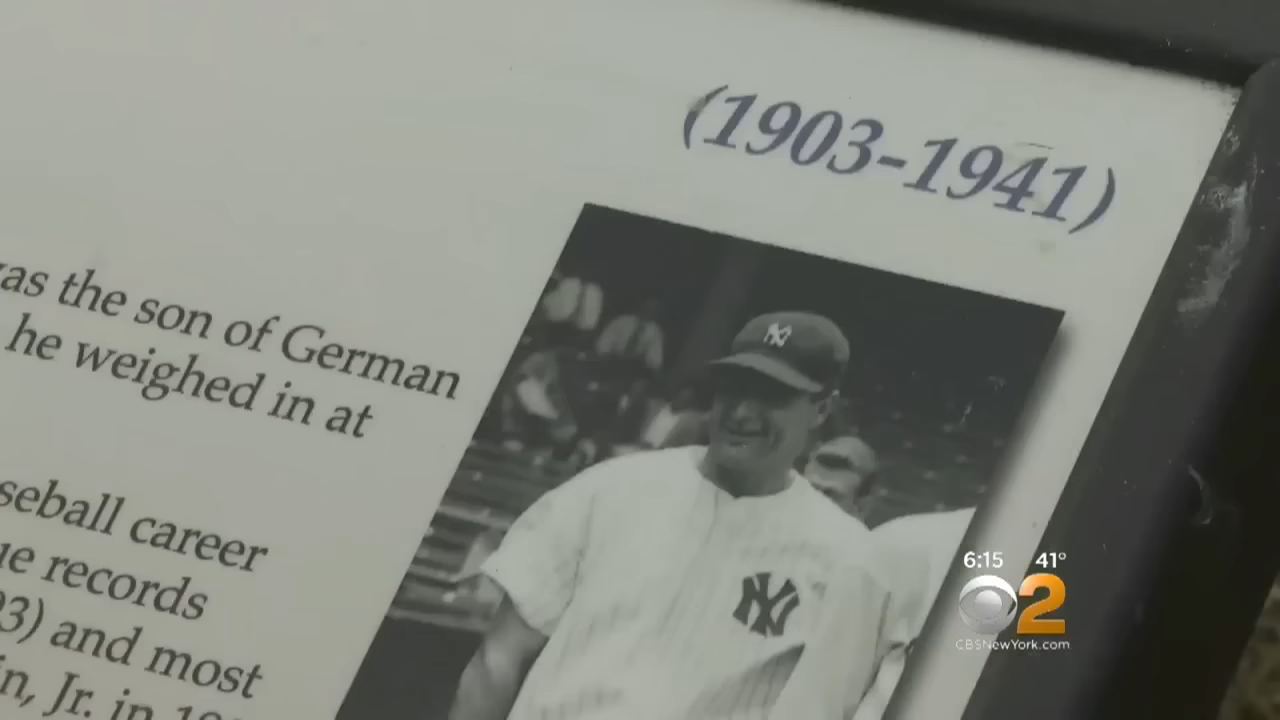 (1903-1941)
as the son of German
he weighed in at
seball career
ue records
3) and most
n, Jr. in
NY
NY
6:15 41°
2
CBSNewYork.com